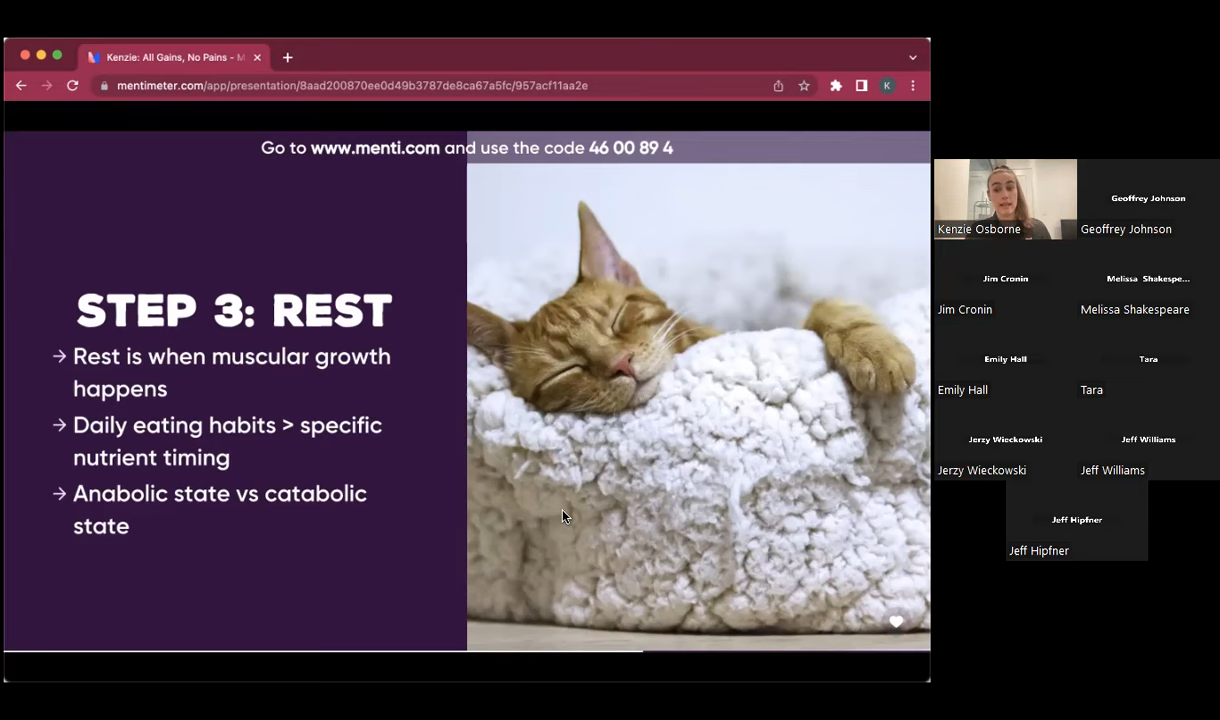 Kenzie: All Gains, No Pains - M
mentimeter.com/app/presentation/8aad200870ee0d49b3787de8ca67a5fc/957acf11aa2e
K
Go to www.menti.com and use the code 46 00 89 4
STEP 3: REST
→ Rest is when muscular growth
happens
→ Daily eating habits > specific
nutrient timing
→ Anabolic state vs catabolic
state
Kenzie Osborne
Geoffrey Johnson
Geoffrey Johnson
Jim Cronin
Jim Cronin
Melissa Shakespe...
Melissa Shakespeare
Emily Hall
Emily Hall
Tara
Tara
Jerzy Wieckowski
Jerzy Wieckowski
Jeff Williams
Jeff Williams
Jeff Hipfner
Jeff Hipfner